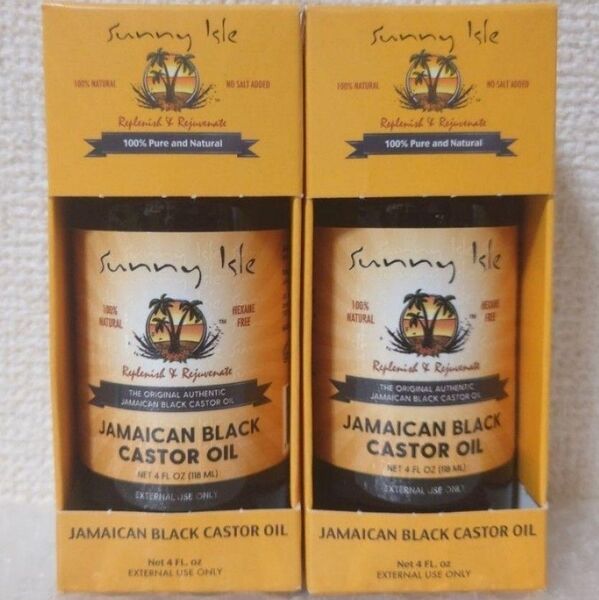 Sunny Isle
100% NATURAL
NO SALT ADDED
™
Replenish & Rejuvenate
100% Pure and Natural
Sunny Isle
100%
NATURAL
HEXANE
FREE
™
Replenish & Rejuvenate
THE ORIGINAL AUTHENTIC
JAMAICAN BLACK CASTOR OIL
JAMAICAN BLACK
CASTOR OIL
NET 4 FL OZ (118 ML)
EXTERNAL USE ONLY
JAMAICAN BLACK CASTOR OIL
Net 4 FL. oz
EXTERNAL USE ONLY
Sunny Isle
100% NATURAL
NO SALT ADDED
™
Replenish & Rejuvenate
100% Pure and Natural
Sunny Isle
100%
NATURAL
HEXANE
FREE
™
Replenish & Rejuvenate
THE ORIGINAL AUTHENTIC
JAMAICAN BLACK CASTOR OIL
JAMAICAN BLACK
CASTOR OIL
NET 4 FL OZ (118 ML)
EXTERNAL USE ONLY
JAMAICAN BLACK CASTOR OIL
Net 4 FL. oz
EXTERNAL USE ONLY